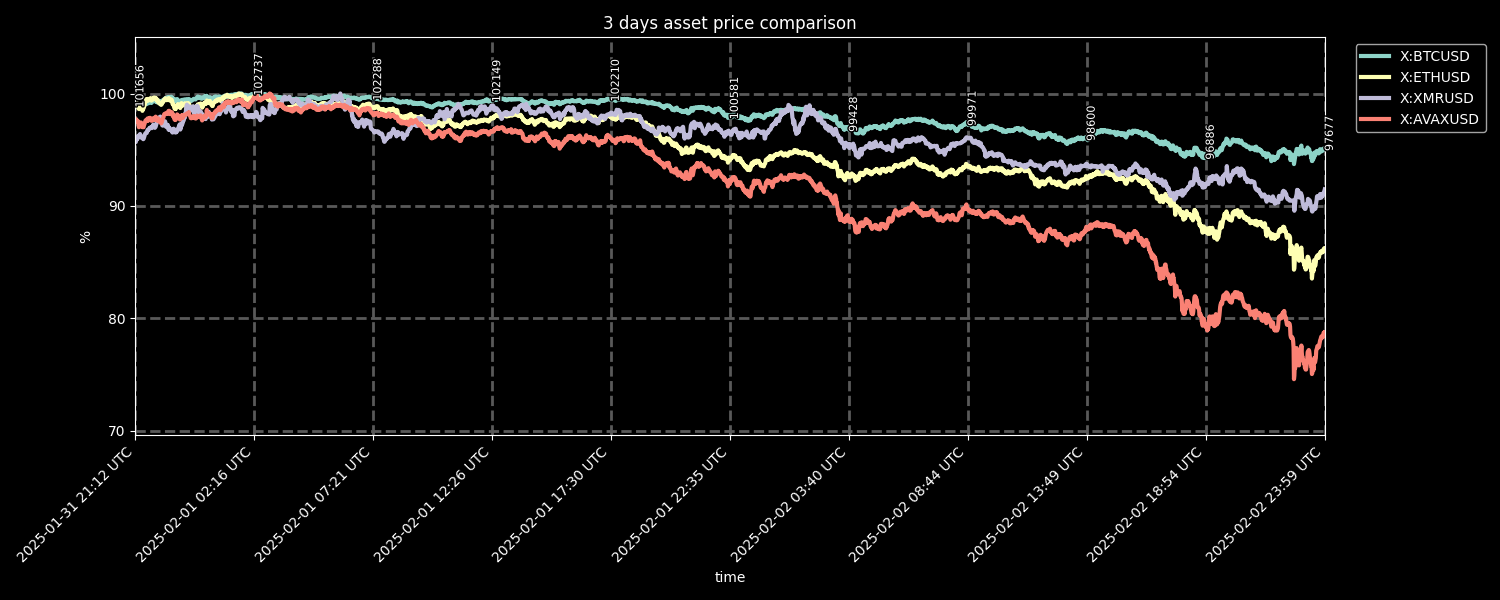 3 days asset price comparison
X:BTCUSD
X:ETHUSD
X:XMRUSD
X:AVAXUSD
101656
102737
102288
102149
102210
100581
99428
99971
98600
96886
97677
100
90
80
70
%
2025-01-31 21:12 UTC
2025-02-01 02:16 UTC
2025-02-01 07:21 UTC
2025-02-01 12:26 UTC
2025-02-01 17:30 UTC
2025-02-01 22:35 UTC
2025-02-02 03:40 UTC
2025-02-02 08:44 UTC
2025-02-02 13:49 UTC
2025-02-02 18:54 UTC
2025-02-02 23:59 UTC
time